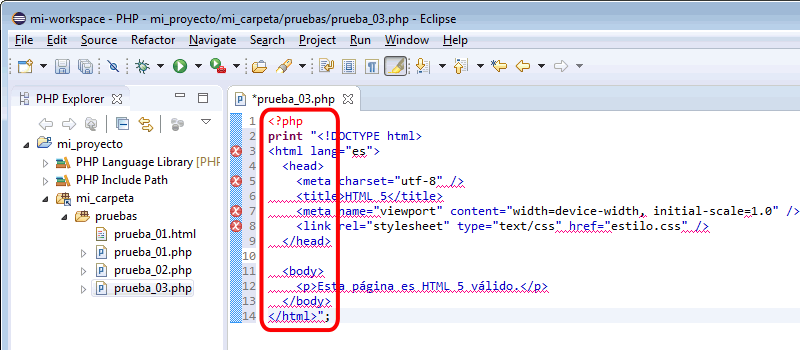 mi-workspace - PHP - mi_proyecto/mi_carpeta/pruebas/prueba_03.php - Eclipse
File Edit Source Refactor Navigate Search Project Run Window Help
PHP Explorer
*prueba_03.php
mi_proyecto
PHP Language Library [PHP
PHP Include Path
mi_carpeta
pruebas
prueba_01.html
prueba_01.php
prueba_02.php
prueba_03.php
1 <?php
2 print "<!DOCTYPE html>
3 <html lang="es">
4 <head>
5 <meta charset="utf-8" />
6 <title>HTML 5</title>
7 <meta name="viewport" content="width=device-width, initial-scale=1.0" />
8 <link rel="stylesheet" type="text/css" href="estilo.css" />
9 </head>
10
11 <body>
12 <p>Esta página es HTML 5 válido.</p>
13 </body>
14 </html>";